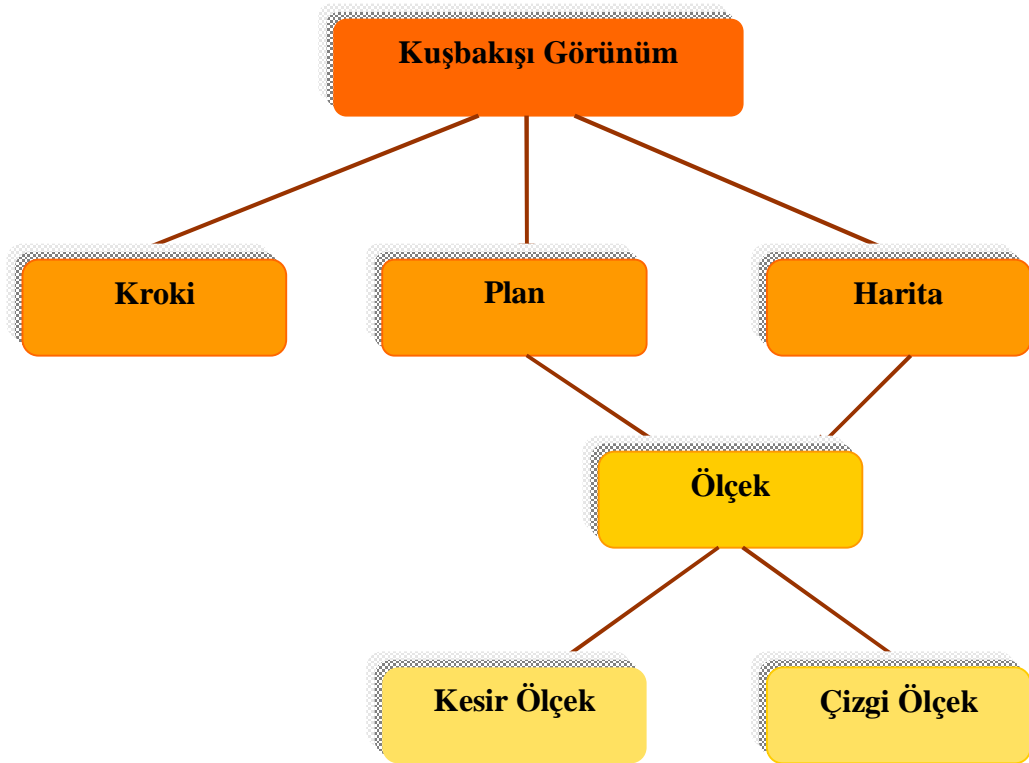 Kuşbakışı Görünüm
Kroki
Plan
Harita
Ölçek
Kesir Ölçek
Çizgi Ölçek